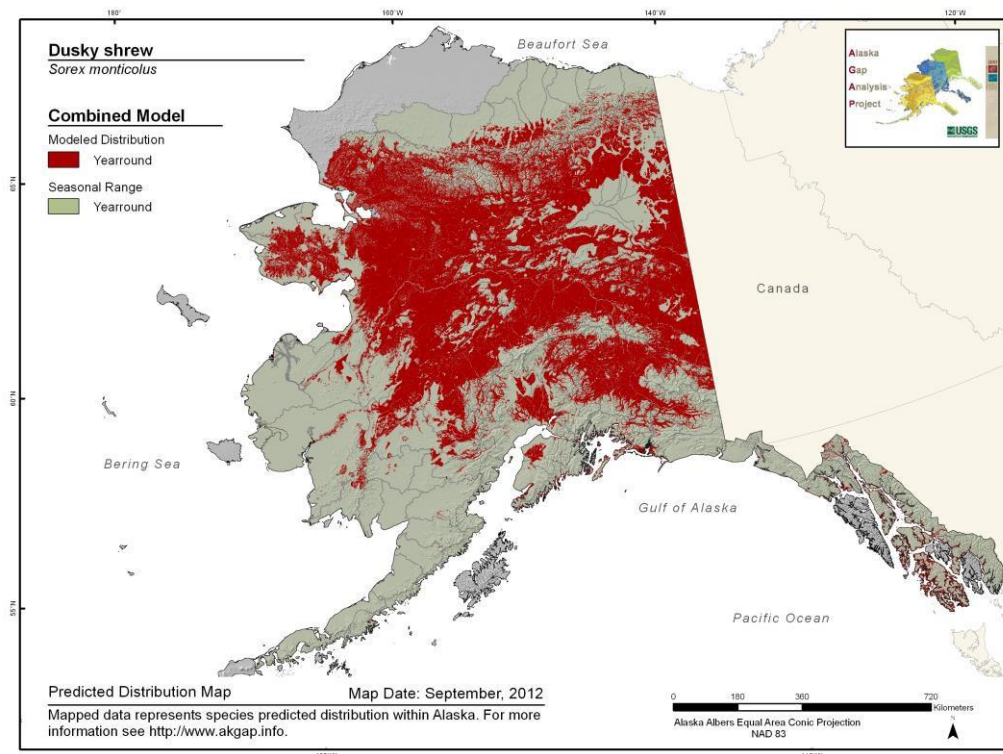 180°
160°W
140°W
120°W
Dusky shrew
Sorex monticolus
Combined Model
Modeled Distribution
Yearround
Seasonal Range
Yearround
Beaufort Sea
Alaska
Gap
Analysis
Project
USGS
65°N
Canada
60°N
Bering Sea
Gulf of Alaska
55°N
Pacific Ocean
Predicted Distribution Map
Map Date: September, 2012
Mapped data represents species predicted distribution within Alaska. For more
information see http://www.akgap.info.
0 180 360 720
Kilometers
Alaska Albers Equal Area Conic Projection
NAD 83
N